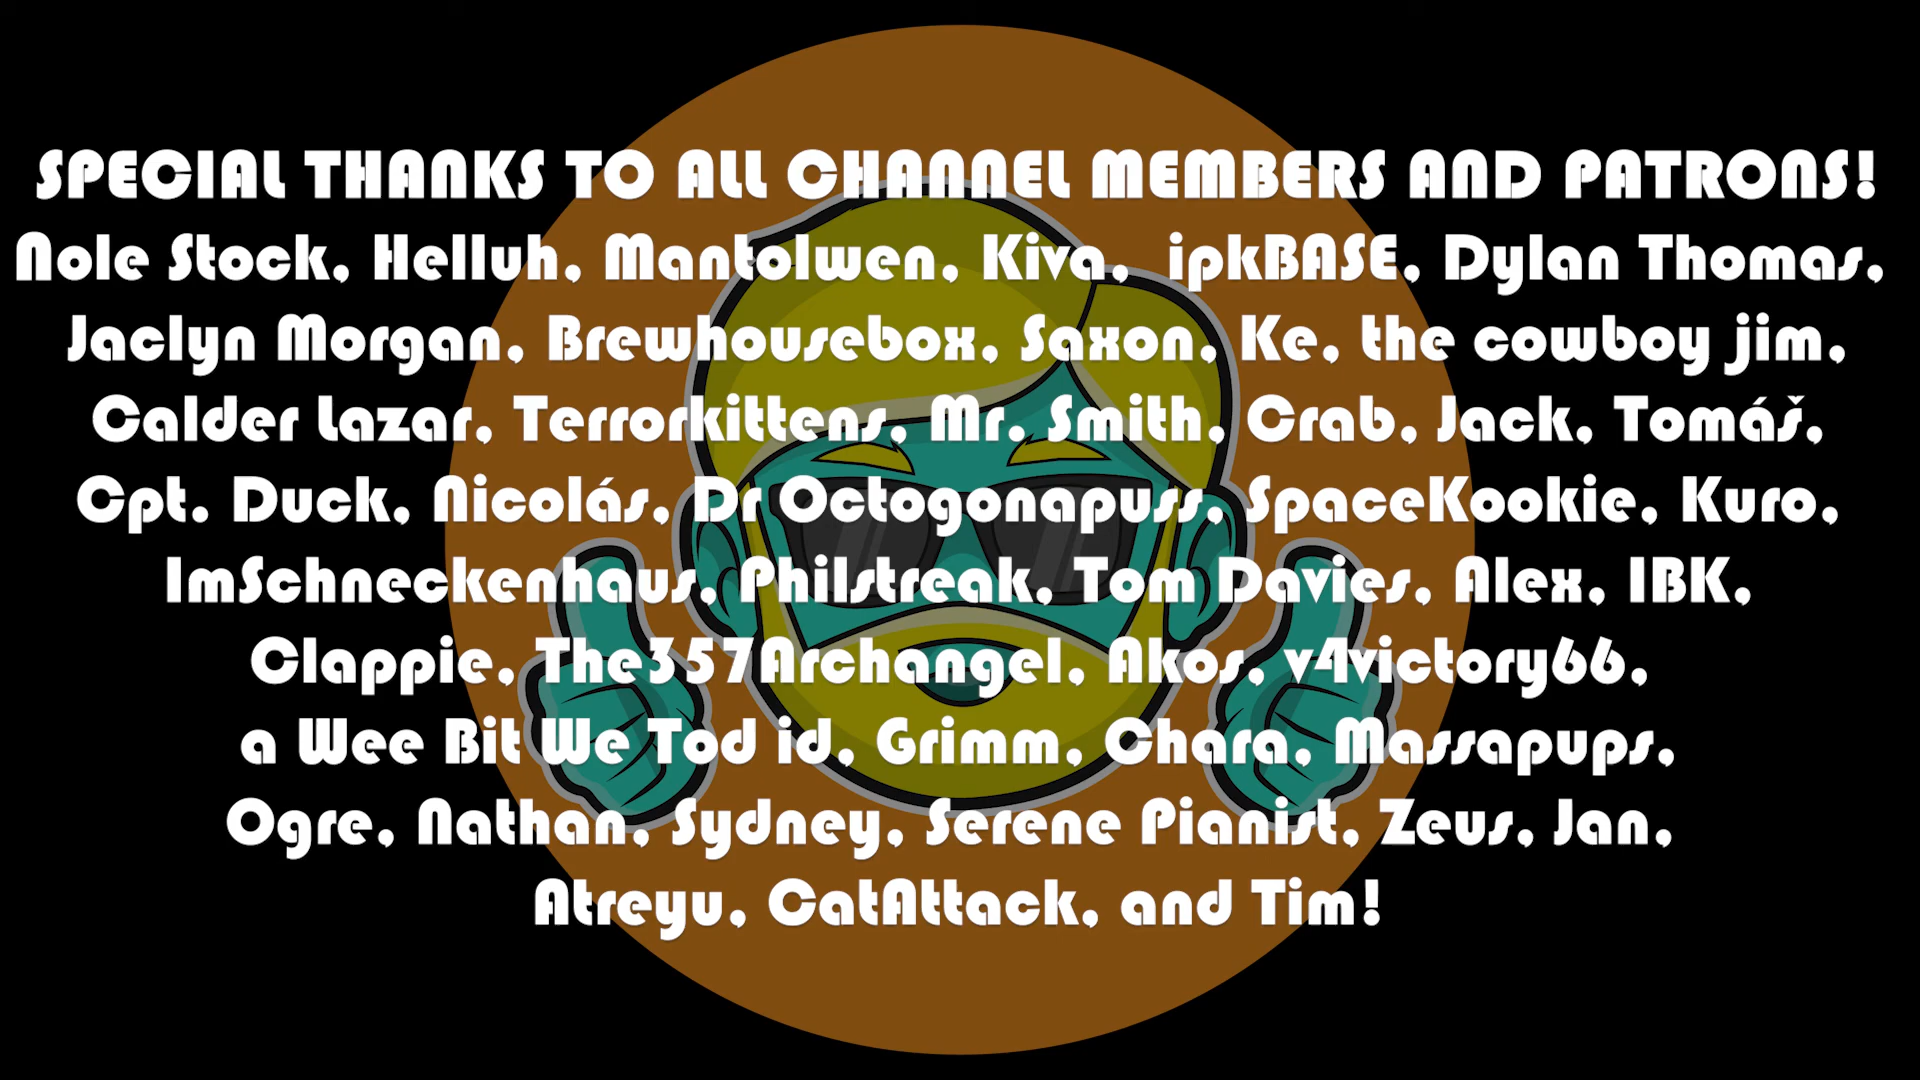 SPECIAL THANKS TO ALL CHANNEL MEMBERS AND PATRONS!
Nole Stock, Helluh, Mantolwen, Kiva, ipkBASE, Dylan Thomas,
Jaclyn Morgan, Brewhousebox, Saxon, Ke, the cowboy jim,
Calder Lazar, Terrorkittens, Mr. Smith, Crab, Jack, Tomáš,
Cpt. Duck, Nicolás, Dr Octogonapuss, SpaceKookie, Kuro,
ImSchneckenhaus, Philstreak, Tom Davies, Alex, IBK,
Clappie, The357Archangel, Akos, v4victory66,
a Wee Bit We Tod id, Grimm, Chara, Massapups,
Ogre, Nathan, Sydney, Serene Pianist, Zeus, Jan,
Atreyu, CatAttack, and Tim!